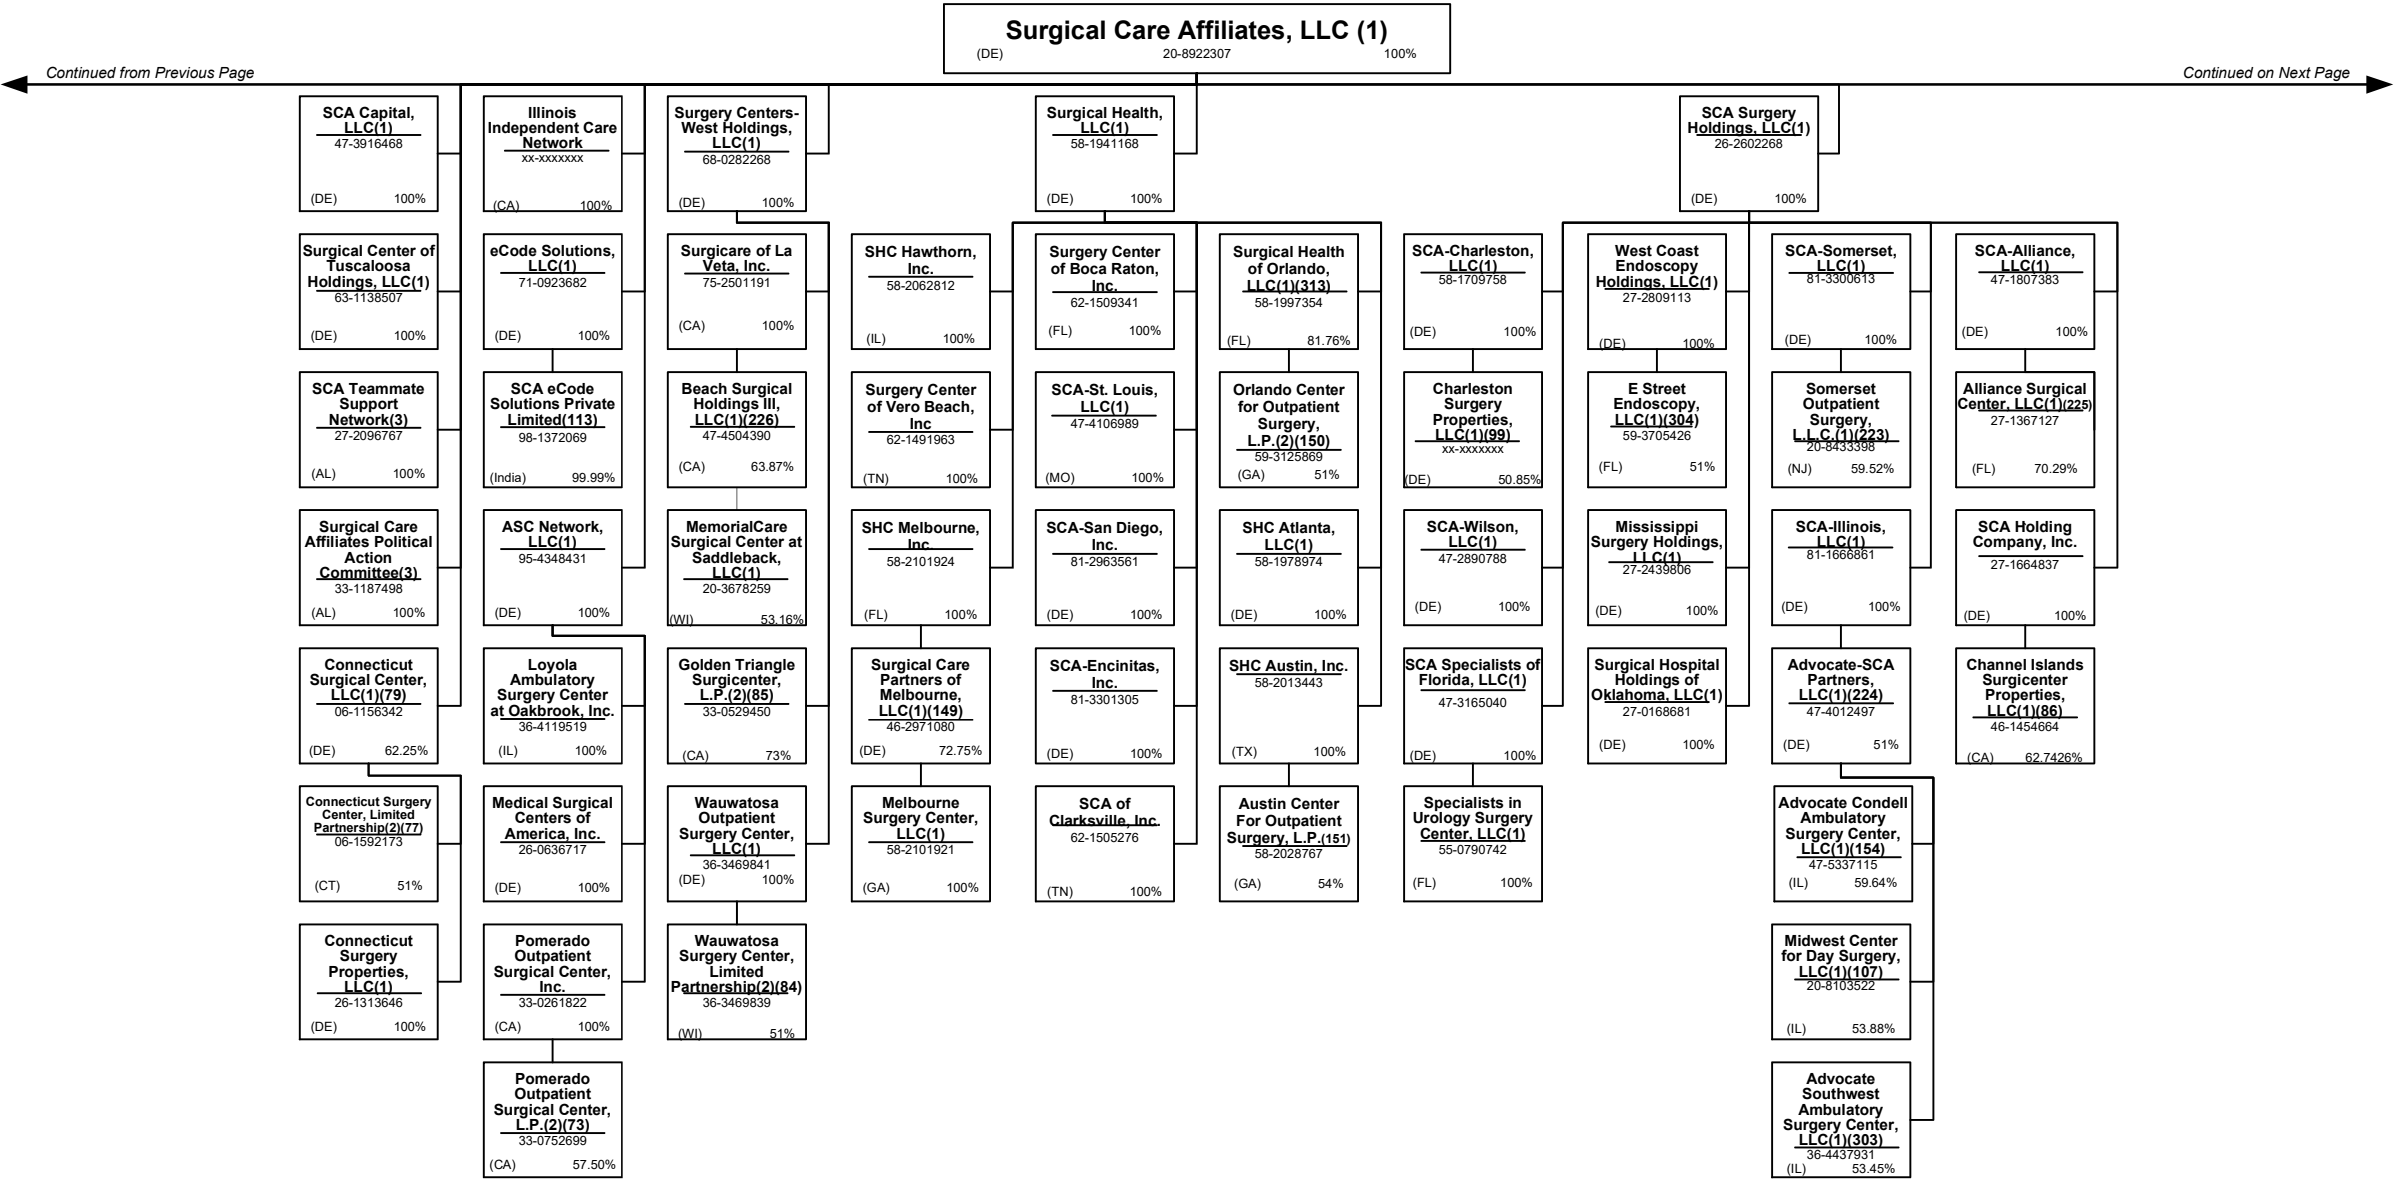 Surgical Care Affiliates, LLC (1)
(DE) 20-8922307 100%
Continued from Previous Page
Continued on Next Page
SCA Capital,
LLC(1)
47-3916468
(DE) 100%
Illinois
Independent Care
Network
xx-xxxxxxx
(CA) 100%
Surgery Centers-
West Holdings,
LLC(1)
68-0282268
(DE) 100%
Surgical Health,
LLC(1)
58-1941168
(DE) 100%
SCA Surgery
Holdings, LLC(1)
26-2602268
(DE) 100%
Surgical Center of
Tuscaloosa
Holdings, LLC(1)
63-1138507
(DE) 100%
eCode Solutions,
LLC(1)
71-0923682
(DE) 100%
Surgicare of La
Veta, Inc.
75-2501191
(CA) 100%
SHC Hawthorn,
Inc.
58-2062812
(IL) 100%
Surgery Center
of Boca Raton,
Inc.
62-1509341
(FL) 100%
Surgical Health
of Orlando,
LLC(1)(313)
58-1997354
(FL) 81.76%
SCA-Charleston,
LLC(1)
58-1709758
(DE) 100%
West Coast
Endoscopy
Holdings, LLC(1)
27-2809113
(DE) 100%
SCA-Somerset,
LLC(1)
81-3300613
(DE) 100%
SCA-Alliance,
LLC(1)
47-1807383
(DE) 100%
SCA Teammate
Support
Network(3)
27-2096767
(AL) 100%
SCA eCode
Solutions Private
Limited(113)
98-1372069
(India) 99.99%
Beach Surgical
Holdings III,
LLC(1)(226)
47-4504390
(CA) 63.87%
Surgery Center
of Vero Beach,
Inc
62-1491963
(TN) 100%
SCA-St. Louis,
LLC(1)
47-4106989
(MO) 100%
Orlando Center
for Outpatient
Surgery,
L.P.(2)(150)
59-3125869
(GA) 51%
Charleston
Surgery
Properties,
LLC(1)(99)
xx-xxxxxxx
(DE) 50.85%
E Street
Endoscopy,
LLC(1)(304)
59-3705426
(FL) 51%
Somerset
Outpatient
Surgery,
L.L.C.(1)(223)
20-8433398
(NJ) 59.52%
Alliance Surgical
Center, LLC(1)(225)
27-1367127
(FL) 70.29%
Surgical Care
Affiliates Political
Action
Committee(3)
33-1187498
(AL) 100%
ASC Network,
LLC(1)
95-4348431
(DE) 100%
MemorialCare
Surgical Center at
Saddleback,
LLC(1)
20-3678259
(WI) 53.16%
SHC Melbourne,
Inc.
58-2101924
(FL) 100%
SCA-San Diego,
Inc.
81-2963561
(DE) 100%
SHC Atlanta,
LLC(1)
58-1978974
(DE) 100%
SCA-Wilson,
LLC(1)
47-2890788
(DE) 100%
Mississippi
Surgery Holdings,
LLC(1)
27-2439806
(DE) 100%
SCA-Illinois,
LLC(1)
81-1666861
(DE) 100%
SCA Holding
Company, Inc.
27-1664837
(DE) 100%
Connecticut
Surgical Center,
LLC(1)(79)
06-1156342
(DE) 62.25%
Loyola
Ambulatory
Surgery Center
at Oakbrook, Inc.
36-4119519
(IL) 100%
Golden Triangle
Surgicenter,
L.P.(2)(85)
33-0529450
(CA) 73%
Surgical Care
Partners of
Melbourne,
LLC(1)(149)
46-2971080
(DE) 72.75%
SCA-Encinitas,
Inc.
81-3301305
(DE) 100%
SHC Austin, Inc.
58-2013443
(TX) 100%
SCA Specialists of
Florida, LLC(1)
47-3165040
(DE) 100%
Surgical Hospital
Holdings of
Oklahoma, LLC(1)
27-0168681
(DE) 100%
Advocate-SCA
Partners,
LLC(1)(224)
47-4012497
(DE) 51%
Channel Islands
Surgicenter
Properties,
LLC(1)(86)
46-1454664
(CA) 62.7426%
Connecticut Surgery
Center, Limited
Partnership(2)(77)
06-1592173
(CT) 51%
Medical Surgical
Centers of
America, Inc.
26-0636717
(DE) 100%
Wauwatosa
Outpatient
Surgery Center,
LLC(1)
36-3469841
(DE) 100%
Melbourne
Surgery Center,
LLC(1)
58-2101921
(GA) 100%
SCA of
Clarksville, Inc.
62-1505276
(TN) 100%
Austin Center
For Outpatient
Surgery, L.P.(151)
58-2028767
(GA) 54%
Specialists in
Urology Surgery
Center, LLC(1)
55-0790742
(FL) 100%
Advocate Condell
Ambulatory
Surgery Center,
LLC(1)(154)
47-5337115
(IL) 59.64%
Connecticut
Surgery
Properties,
LLC(1)
26-1313646
(DE) 100%
Pomerado
Outpatient
Surgical Center,
Inc.
33-0261822
(CA) 100%
Wauwatosa
Surgery Center,
Limited
Partnership(2)(84)
36-3469839
(WI) 51%
Midwest Center
for Day Surgery,
LLC(1)(107)
20-8103522
(IL) 53.88%
Pomerado
Outpatient
Surgical Center,
L.P.(2)(73)
33-0752699
(CA) 57.50%
Advocate
Southwest
Ambulatory
Surgery Center,
LLC(1)(303)
36-4437931
(IL) 53.45%